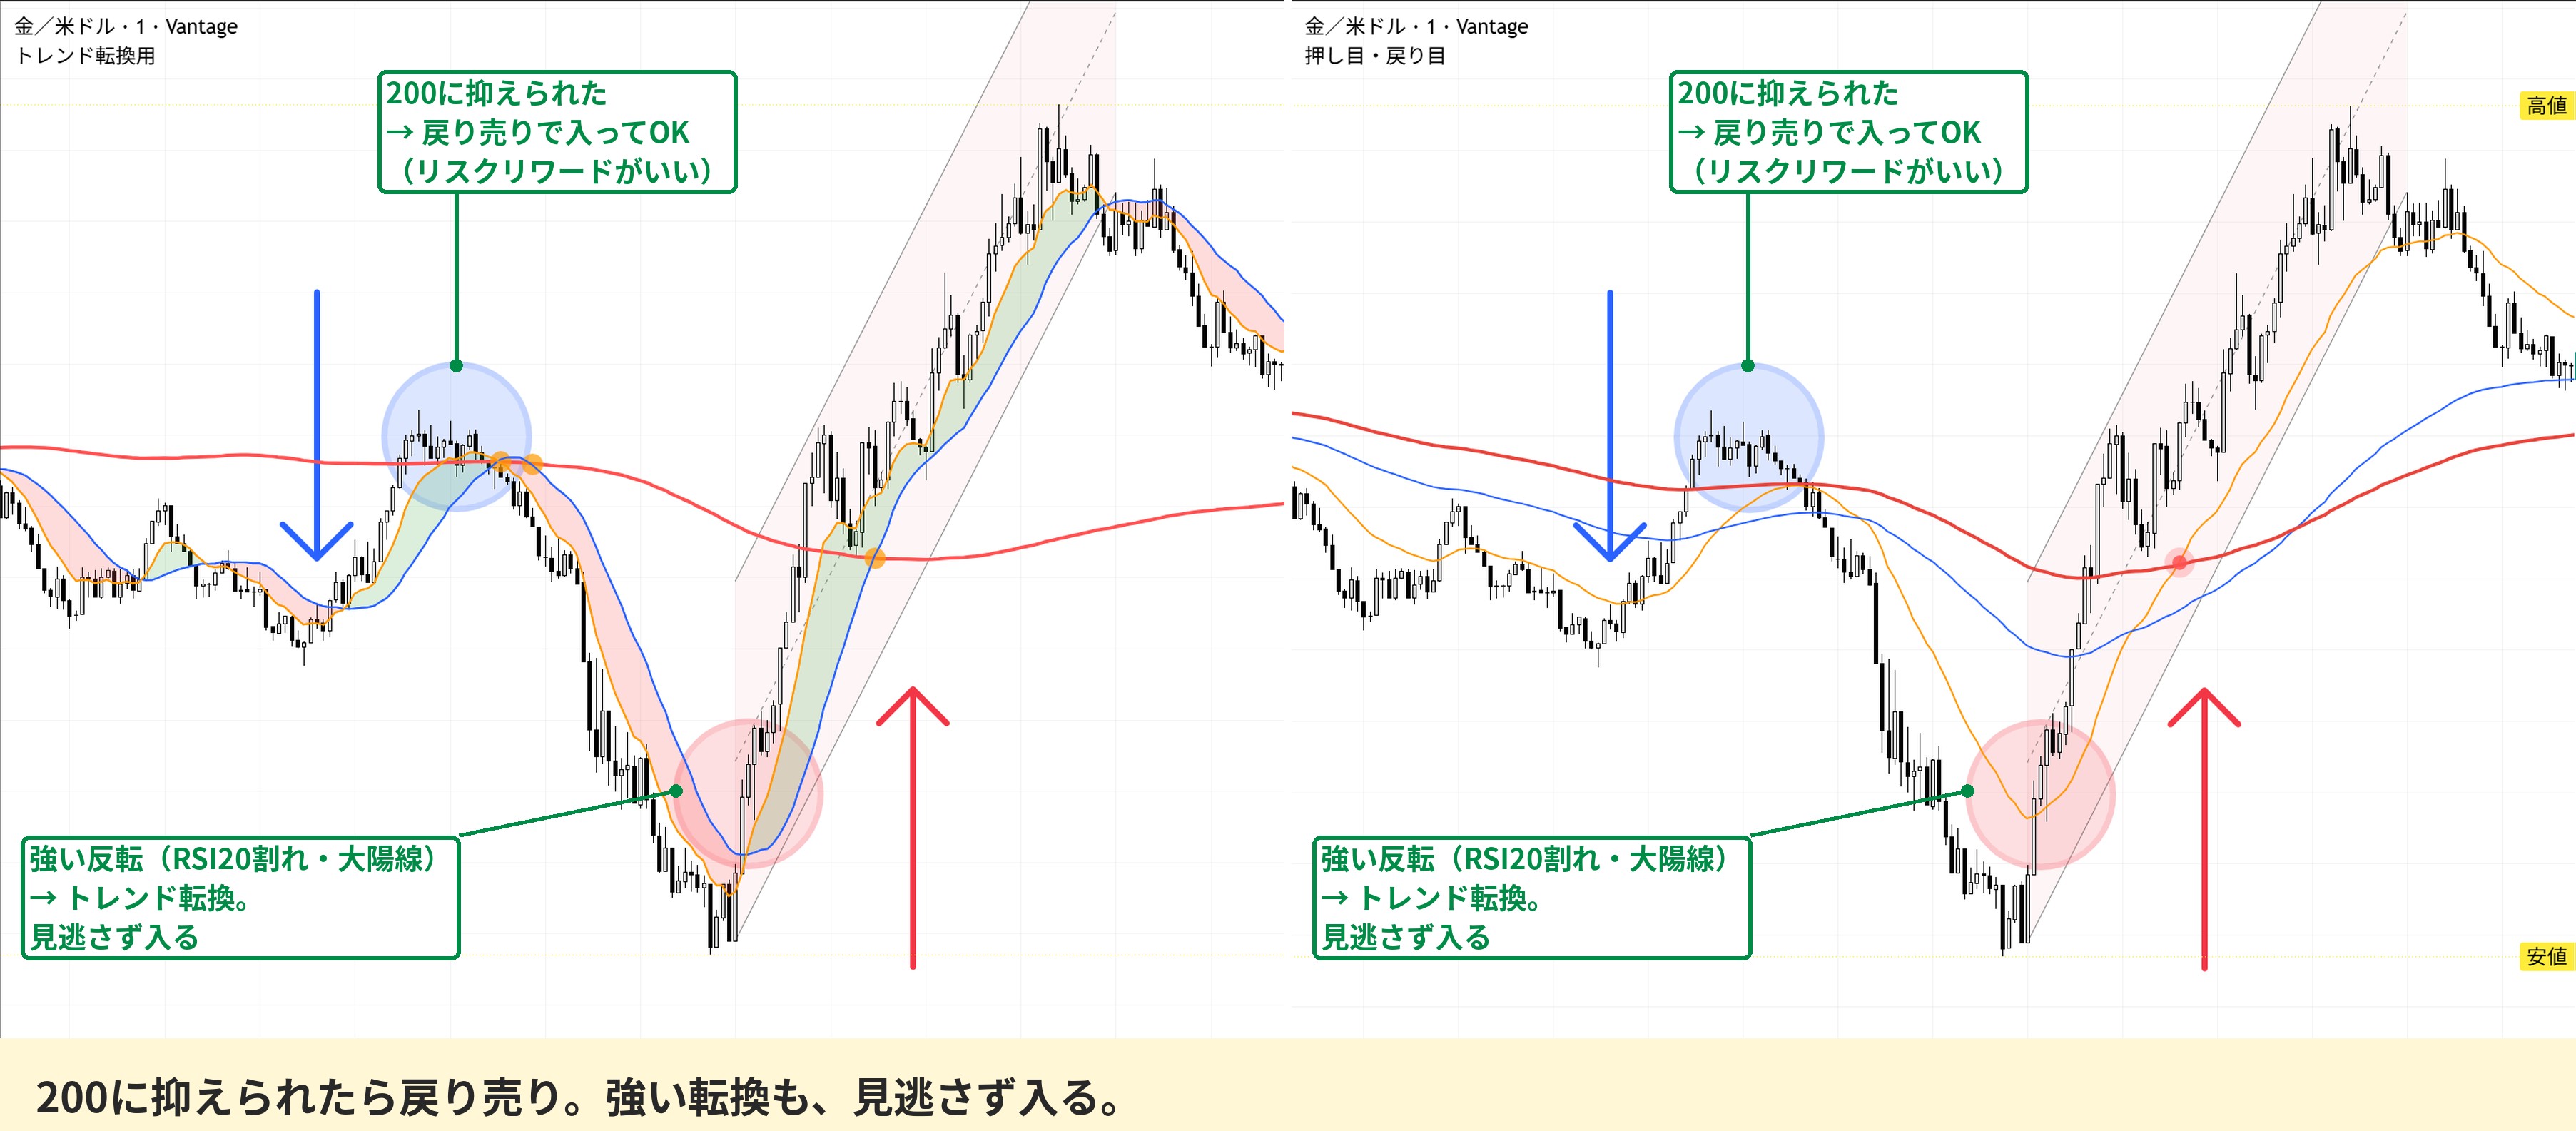 金／米ドル・1・Vantage
トレンド転換用
200に抑えられた
→ 戻り売りで入ってOK
（リスクリワードがいい）
強い反転（RSI20割れ・大陽線）
→ トレンド転換。
見逃さず入る
金／米ドル・1・Vantage
押し目・戻り目
200に抑えられた
→ 戻り売りで入ってOK
（リスクリワードがいい）
高値
強い反転（RSI20割れ・大陽線）
→ トレンド転換。
見逃さず入る
安値
200に抑えられたら戻り売り。強い転換も、見逃さず入る。